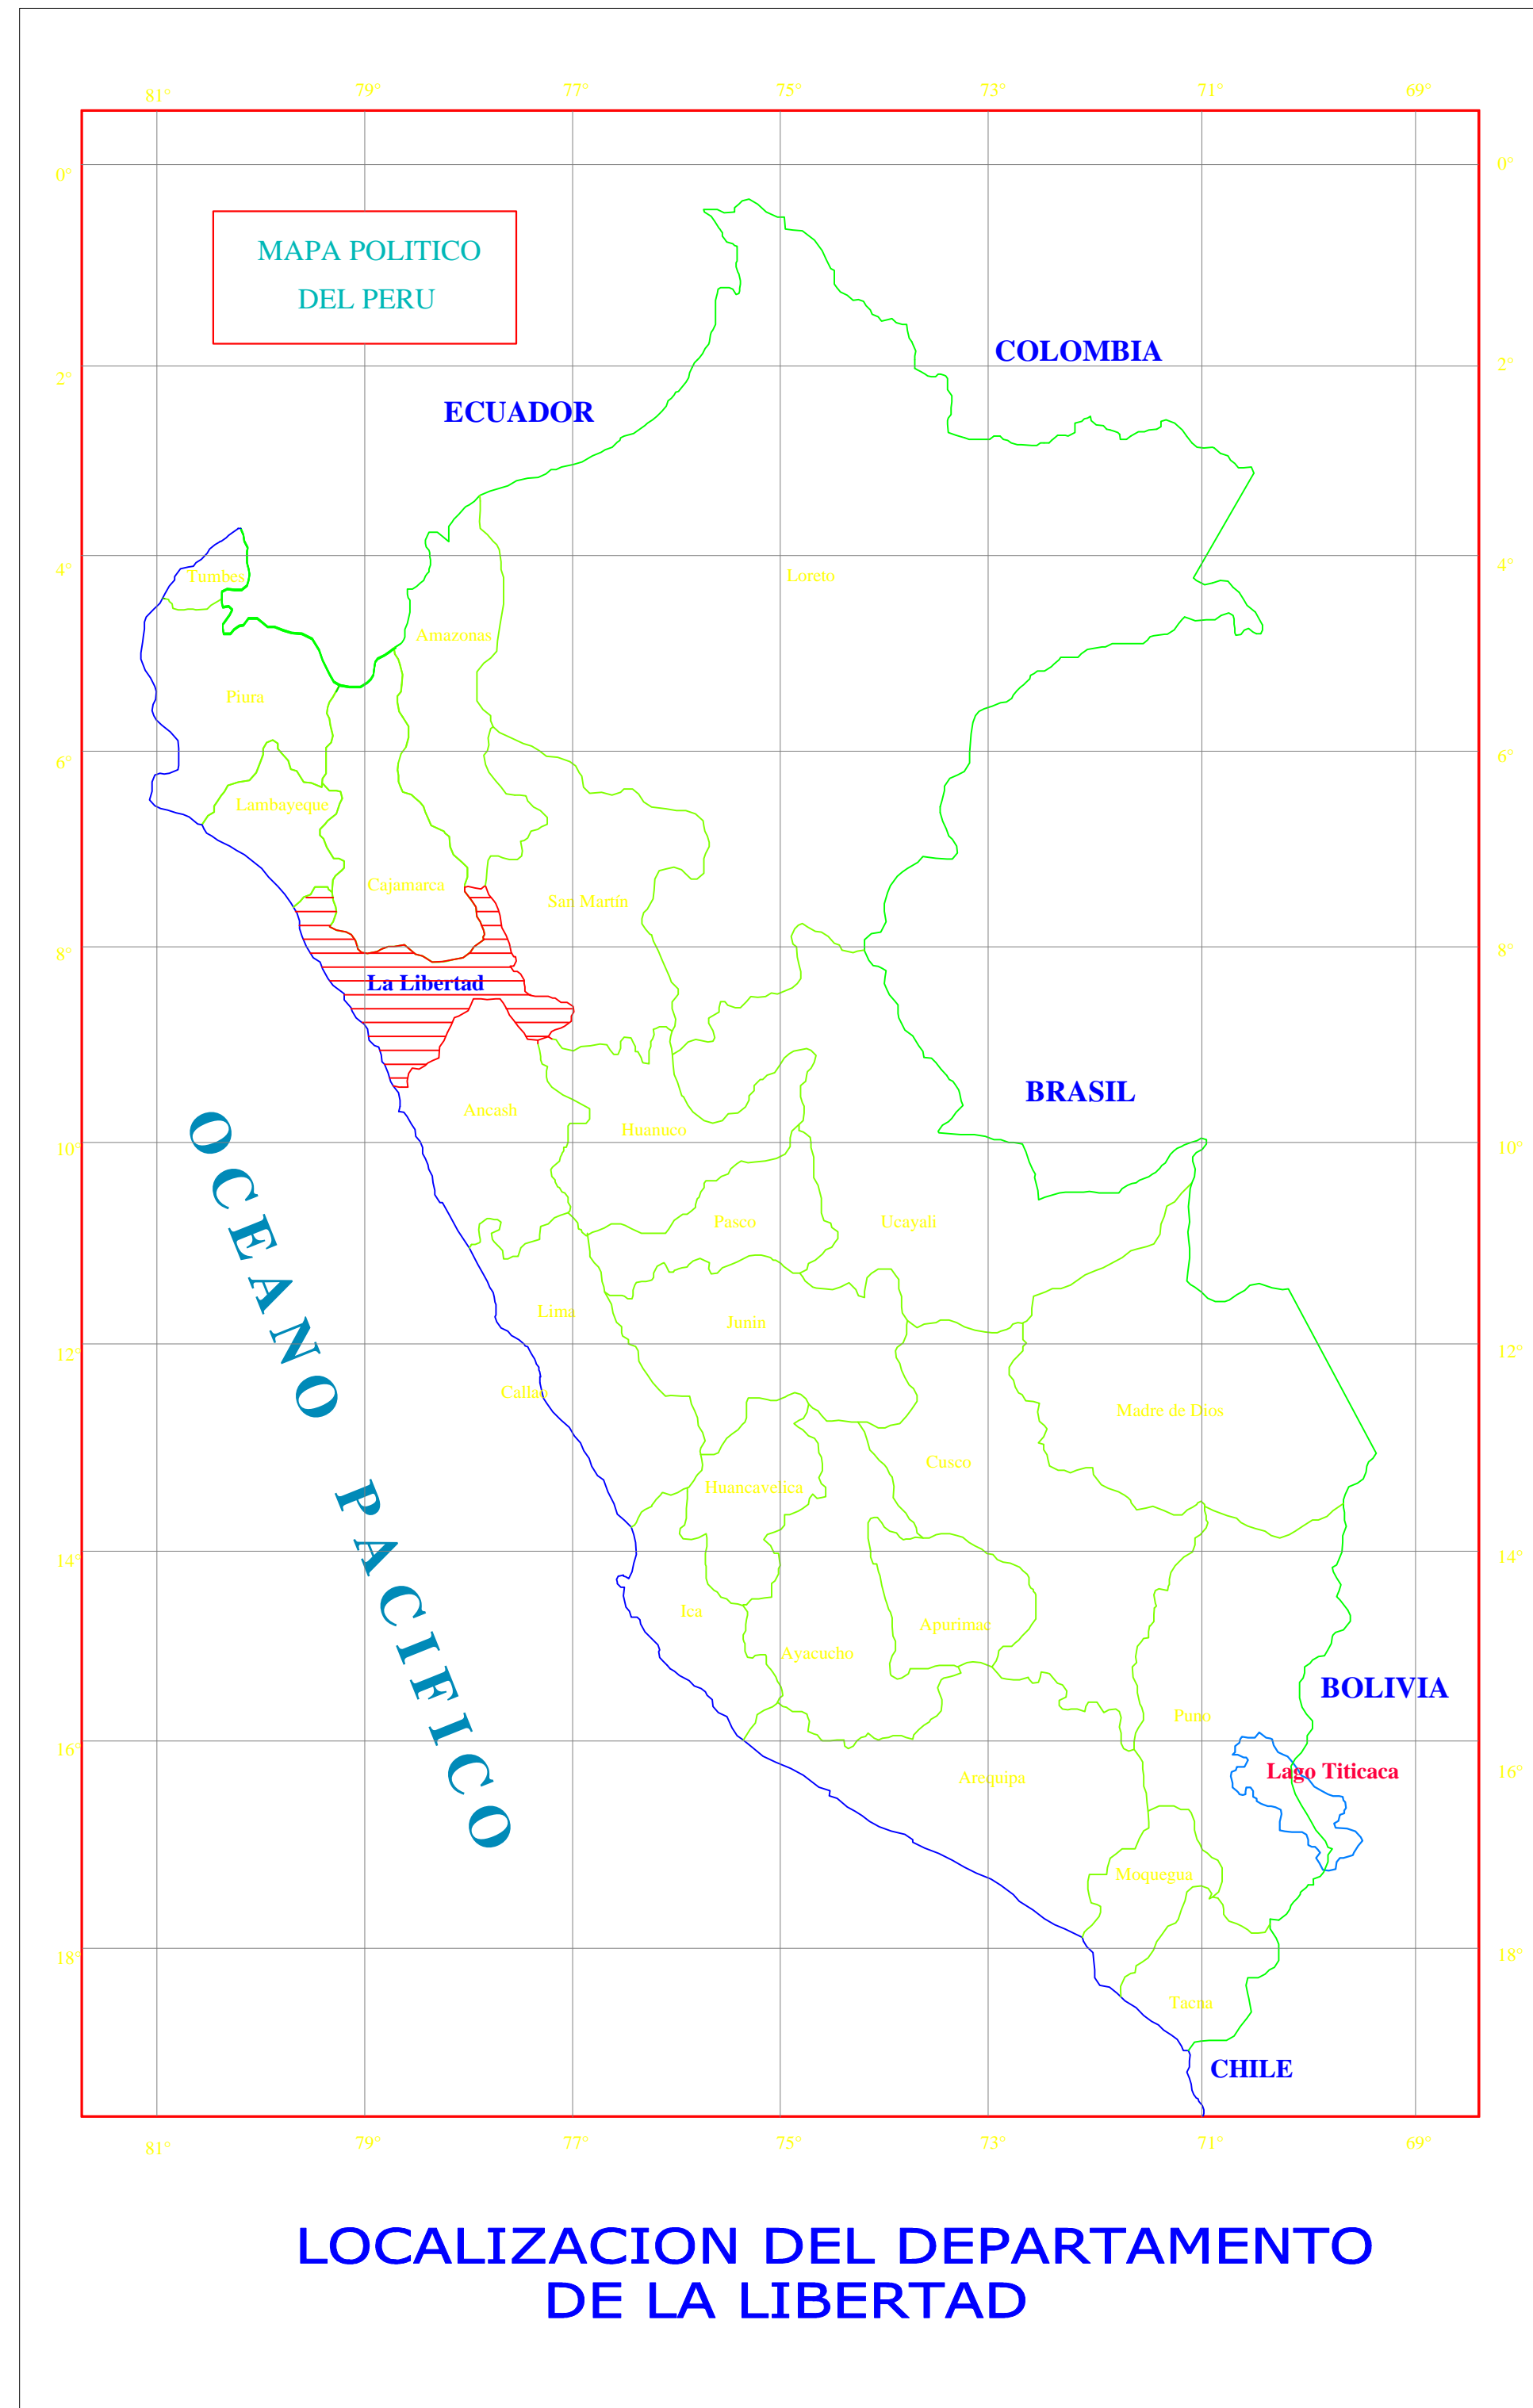 81° 79° 77° 75° 73° 71° 69°
0° 0°
MAPA POLITICO
DEL PERU
COLOMBIA
2° 2°
ECUADOR
4° 4°
Tumbes
Loreto
Amazonas
Piura
6° 6°
Lambayeque
Cajamarca
San Martín
8° 8°
La Libertad
BRASIL
Ancash
Huanuco
10° 10°
OCEANO PACIFICO
Pasco
Ucayali
Lima
Junin
12° 12°
Callao
Madre de Dios
Cusco
Huancavelica
14° 14°
Ica
Apurimac
Ayacucho
BOLIVIA
Puno
16° 16°
Lago Titicaca
Arequipa
Moquegua
18° 18°
Tacna
CHILE
81° 79° 77° 75° 73° 71° 69°
LOCALIZACION DEL DEPARTAMENTO
DE LA LIBERTAD